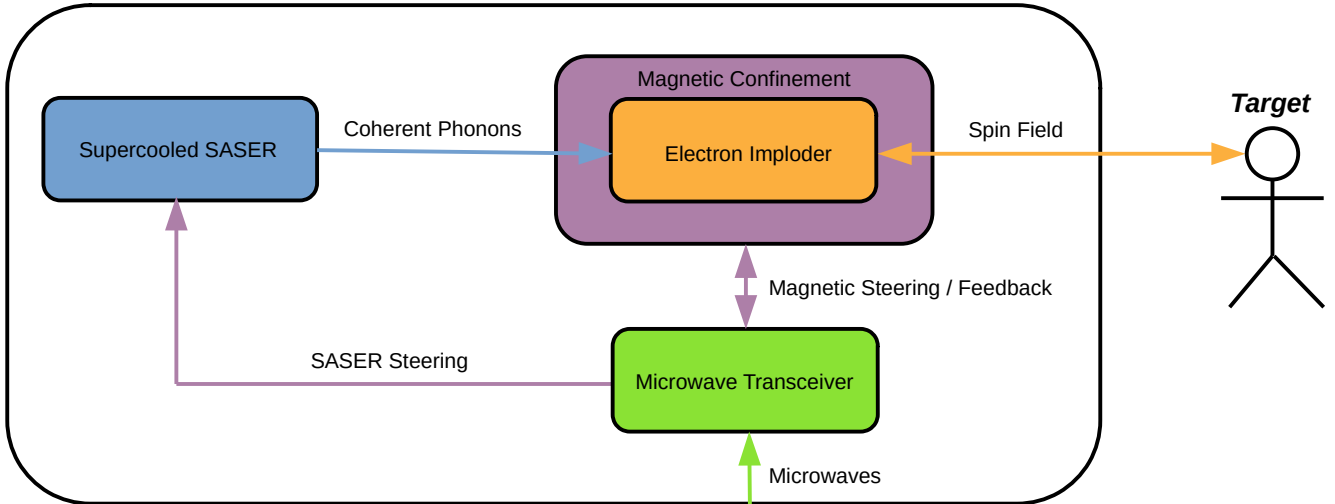 Magnetic Confinement
Target
Supercooled SASER
Coherent Phonons
Electron Imploder
Spin Field
Magnetic Steering / Feedback
SASER Steering
Microwave Transceiver
Microwaves